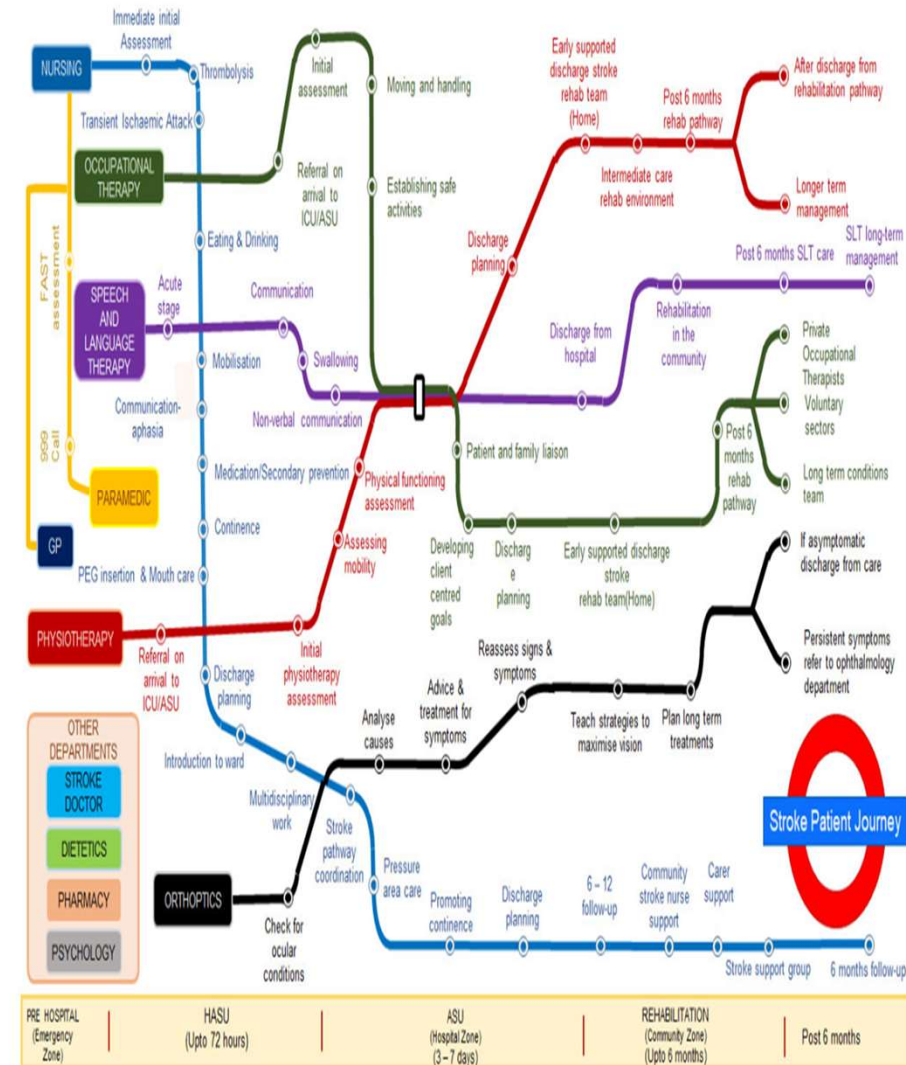 Immediate initial
Assessment
NURSING
Thrombolysis
Transient Ischaemic Attack
Initial
assessment
Moving and handling
Early supported
discharge stroke
rehab team
(Home)
Post 6 months
rehab pathway
After discharge from
rehabilitation pathway
OCCUPATIONAL
THERAPY
Referral on
arrival to
ICU/ASU
Establishing safe
activities
Intermediate care
rehab environment
Longer term
management
Eating & Drinking
Discharge
planning
FAST
assessment
SPEECH
AND
LANGUAGE
THERAPY
Acute
stage
Communication
Swallowing
Non-verbal communication
Discharge from
hospital
Rehabilitation
in the
community
Post 6 months SLT care
SLT long-term
management
Mobilisation
Communication-
aphasia
Private
Occupational
Therapists
Voluntary
sectors
Long term conditions
team
999
Call
PARAMEDIC
GP
Medication/Secondary prevention
Continence
PEG insertion & Mouth care
Physical functioning
assessment
Assessing
mobility
Patient and family liaison
Developing
client
centred
goals
Discharg
e
planning
Early supported discharge
stroke
rehab team(Home)
Post 6
months
rehab
pathway
If asymptomatic
discharge from care
PHYSIOTHERAPY
Referral on
arrival to
ICU/ASU
Initial
physiotherapy
assessment
Discharge
planning
Introduction to ward
Multidisciplinary
work
Stroke
pathway
coordination
Analyse
causes
Advice &
treatment for
symptoms
Reassess signs &
symptoms
Teach strategies to
maximise vision
Plan long term
treatments
Persistent symptoms
refer to ophthalmology
department
OTHER
DEPARTMENTS
STROKE
DOCTOR
DIETETICS
PHARMACY
PSYCHOLOGY
ORTHOPTICS
Check for
ocular
conditions
Pressure
area care
Promoting
continence
Discharge
planning
6 – 12
follow-up
Community
stroke nurse
support
Carer
support
Stroke support group
6 months follow-up
Stroke Patient Journey
PRE HOSPITAL
(Emergency
Zone)
HASU
(Upto 72 hours)
ASU
(Hospital Zone)
(3 – 7 days)
REHABILITATION
(Community Zone)
(Upto 6 months)
Post 6 months